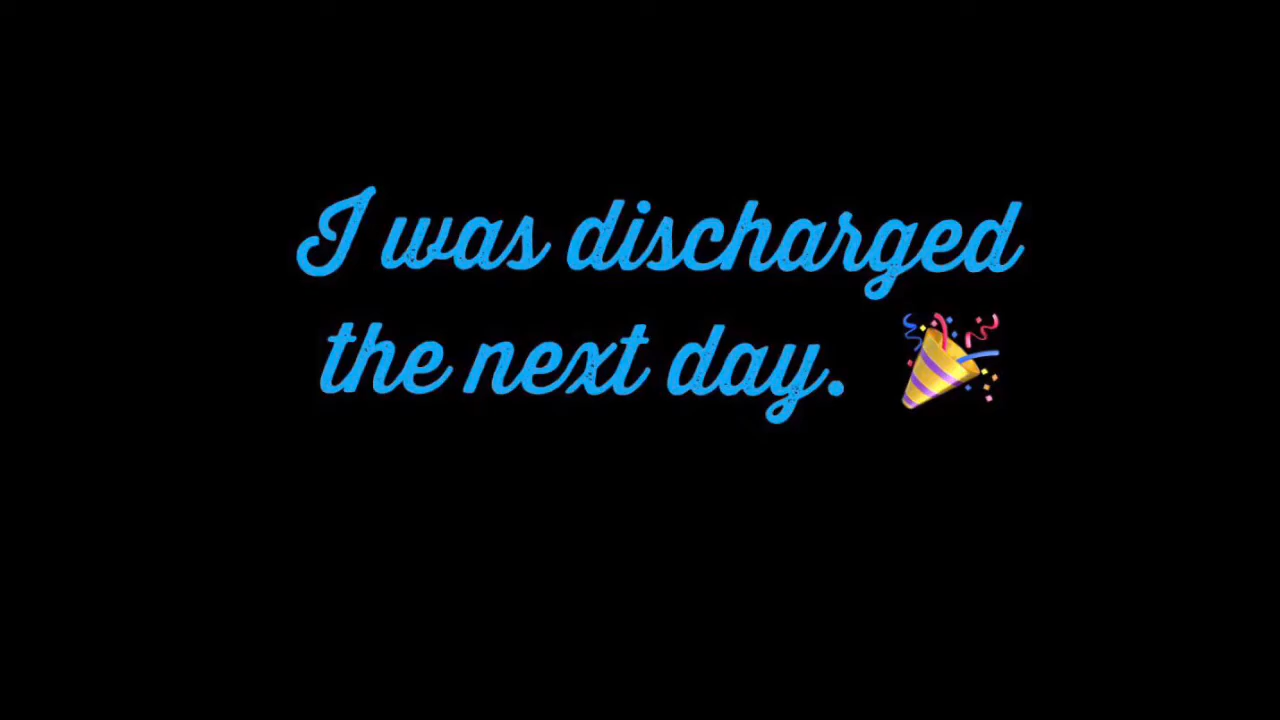 I was discharged
the next day. 🎉